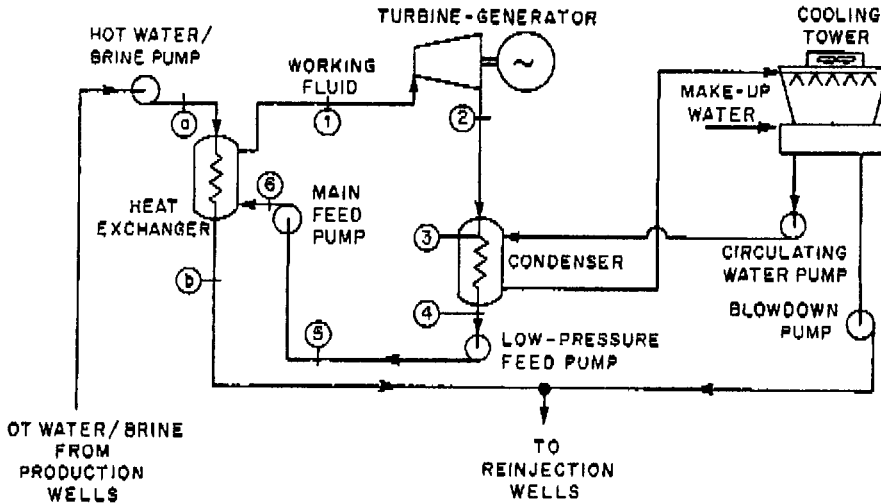 TURBINE-GENERATOR
COOLING
TOWER
HOT WATER/
BRINE PUMP
WORKING
FLUID
~
MAKE-UP
WATER
a
1
2
6
MAIN
FEED
PUMP
HEAT
EXCHANGER
3
CONDENSER
CIRCULATING
WATER PUMP
b
4
BLOWDOWN
PUMP
5
LOW-PRESSURE
FEED PUMP
OT WATER/BRINE
FROM
PRODUCTION
WELLS
TO
REINJECTION
WELLS